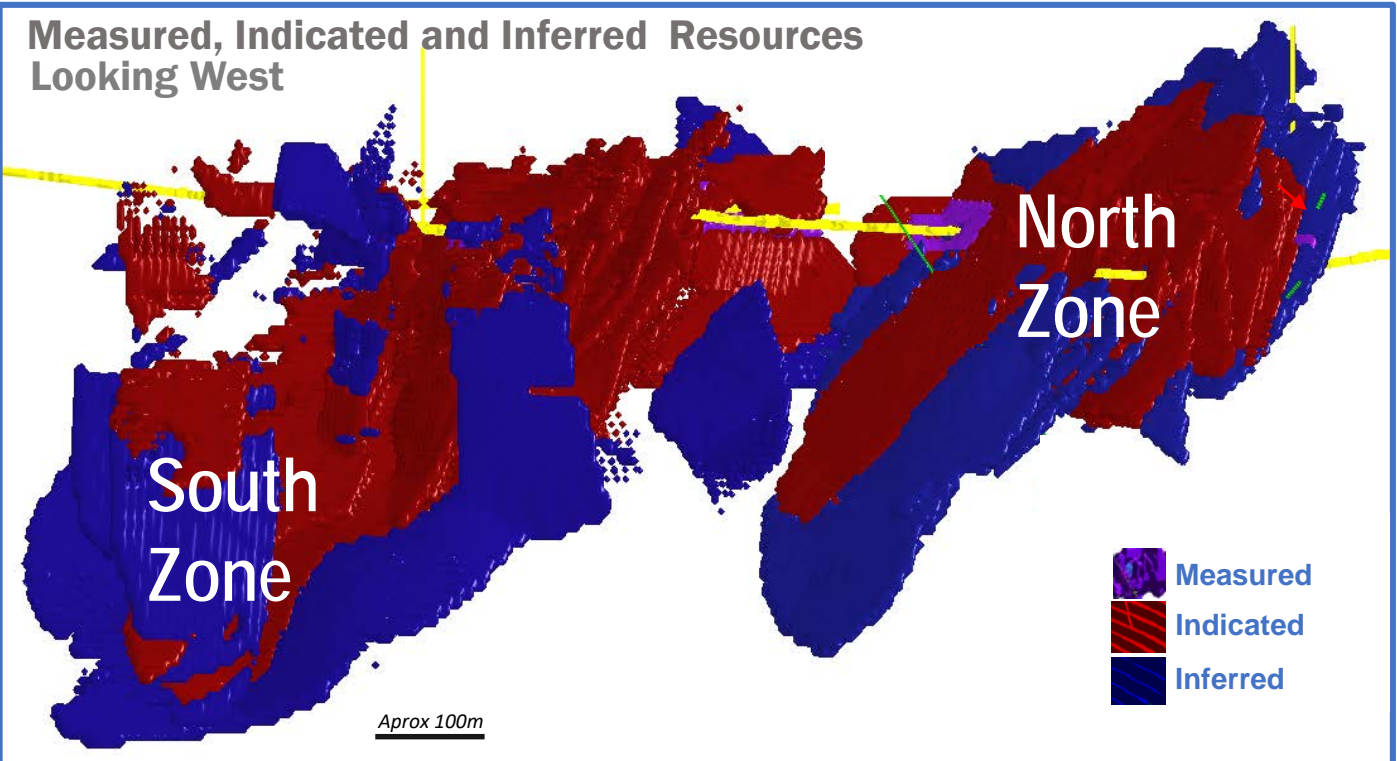 Measured, Indicated and Inferred Resources
Looking West
North
Zone
South
Zone
Measured
Indicated
Inferred
Aprox 100m